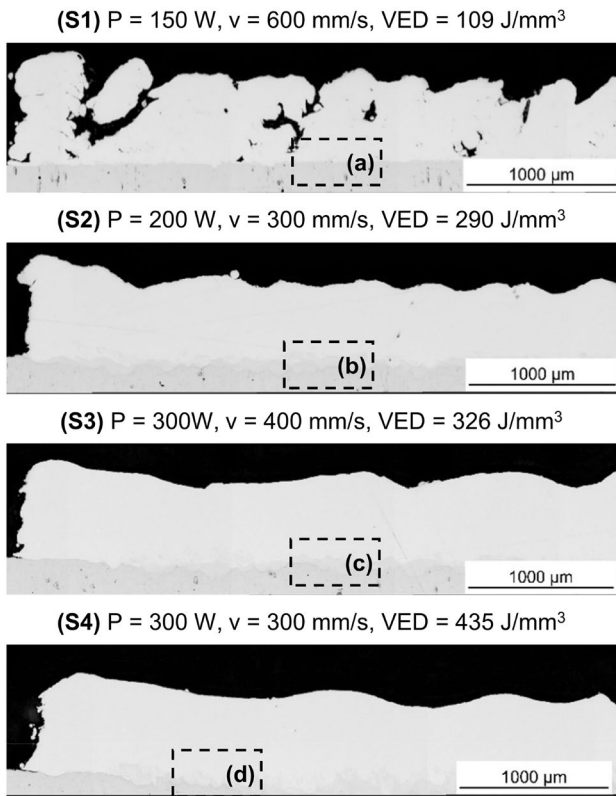 (S1) P = 150 W, v = 600 mm/s, VED = 109 J/mm³
(a)
1000 µm
(S2) P = 200 W, v = 300 mm/s, VED = 290 J/mm³
(b)
1000 µm
(S3) P = 300W, v = 400 mm/s, VED = 326 J/mm³
(c)
1000 µm
(S4) P = 300 W, v = 300 mm/s, VED = 435 J/mm³
(d)
1000 µm